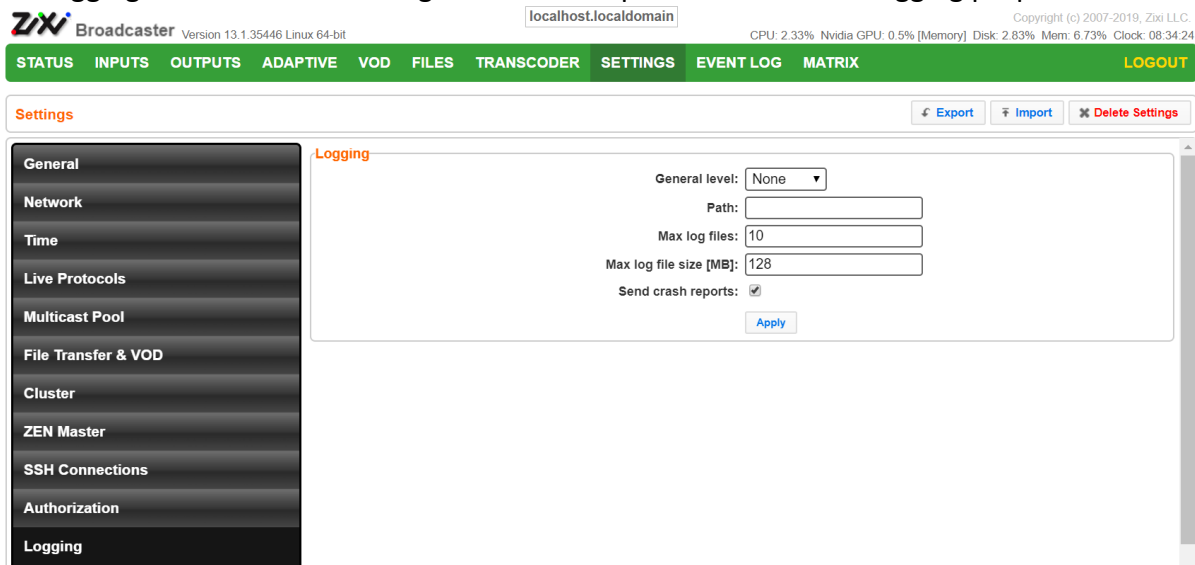 ZiXi Broadcaster Version 13.1.35446 Linux 64-bit
localhost.localdomain
Copyright (c) 2007-2019, Zixi LLC.
CPU: 2.33% Nvidia GPU: 0.5% [Memory] Disk: 2.83% Mem: 6.73% Clock: 08:34:24
STATUS INPUTS OUTPUTS ADAPTIVE VOD FILES TRANSCODER SETTINGS EVENT LOG MATRIX LOGOUT
Settings
Export Import Delete Settings
General
Network
Time
Live Protocols
Multicast Pool
File Transfer & VOD
Cluster
ZEN Master
SSH Connections
Authorization
Logging
Logging
General level: None
Path:
Max log files: 10
Max log file size [MB]: 128
Send crash reports:
Apply